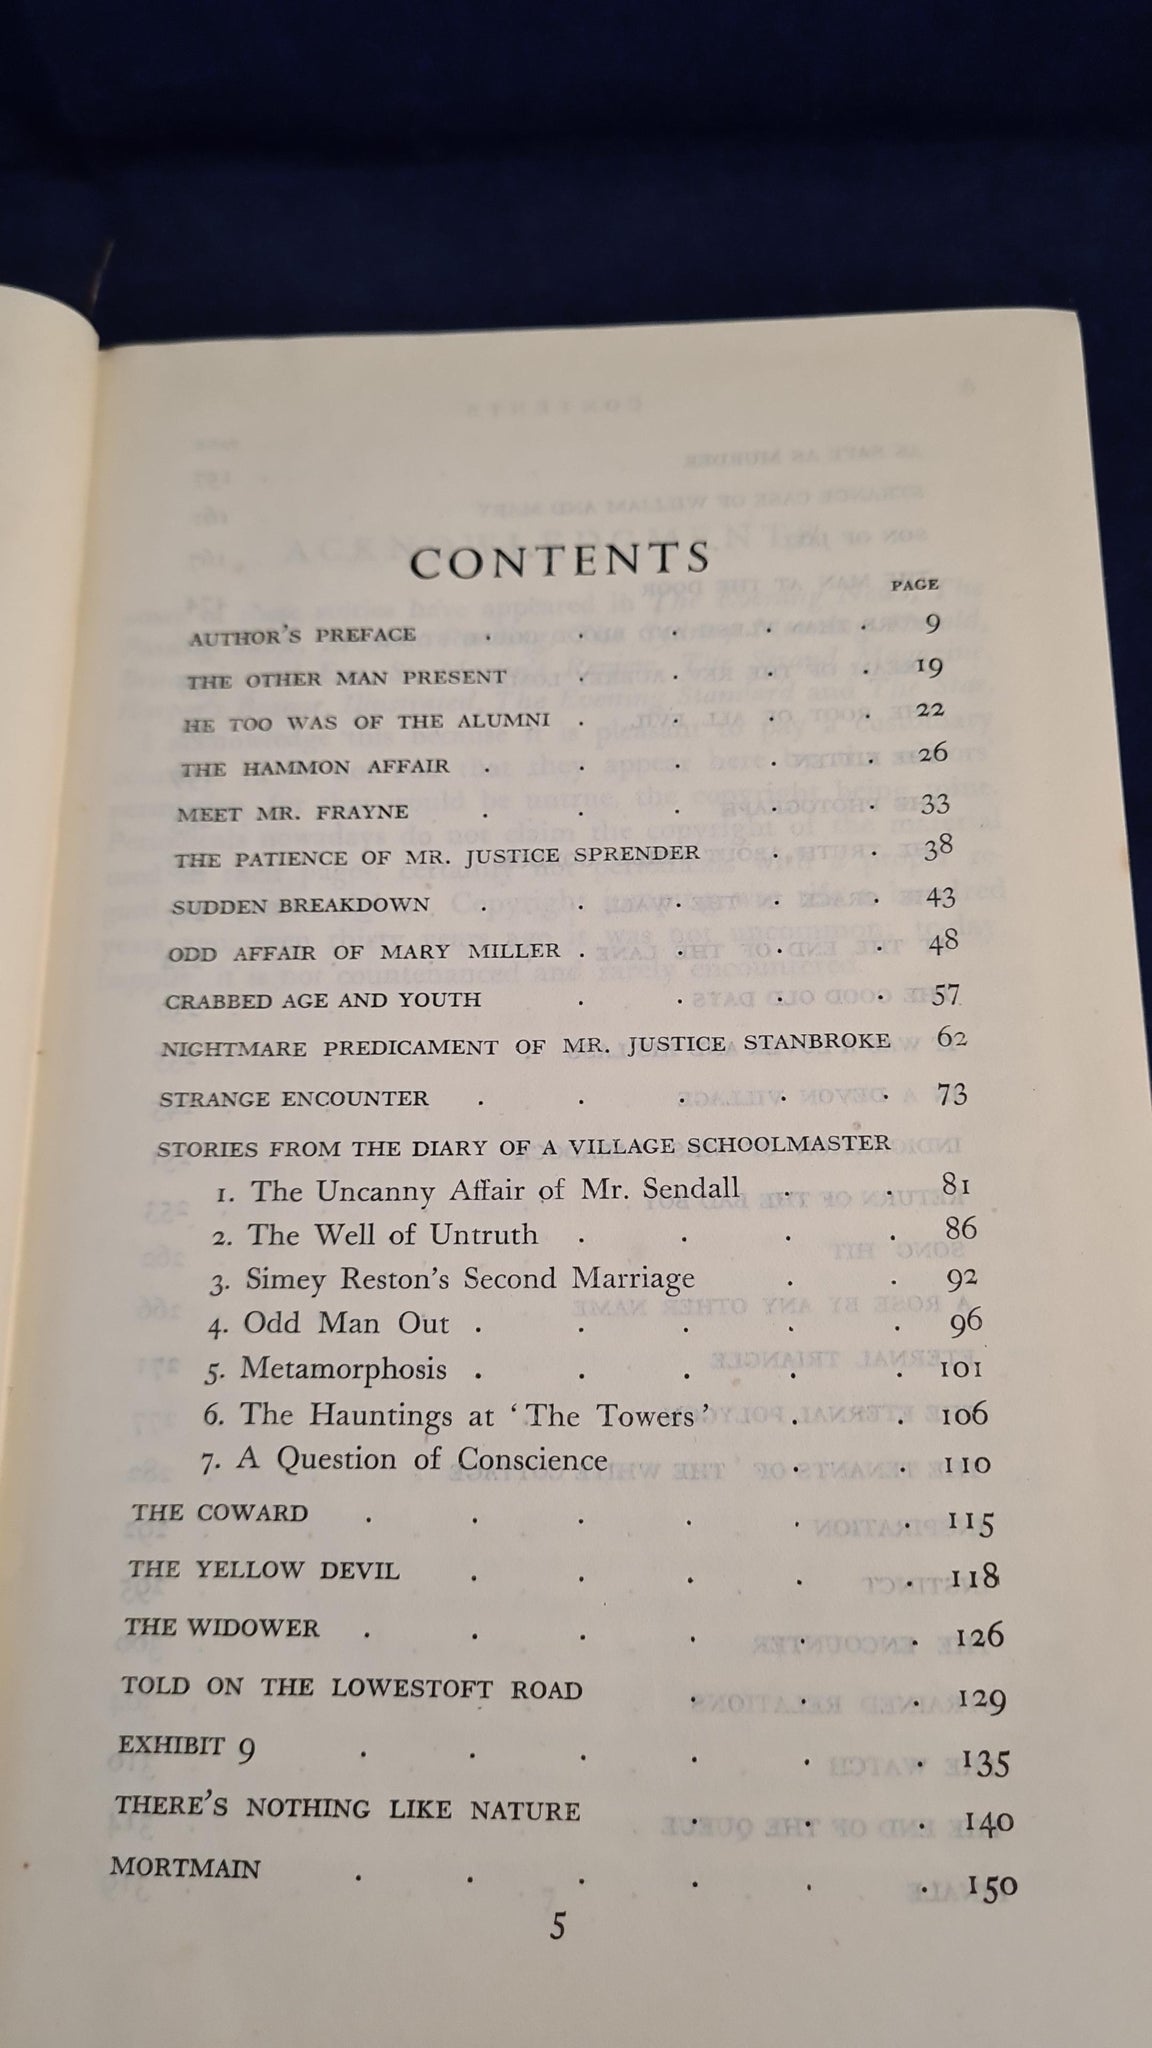 CONTENTS
PAGE
AUTHOR'S PREFACE . . . . . 9
THE OTHER MAN PRESENT . . . . 19
HE TOO WAS OF THE ALUMNI . . . . 22
THE HAMMON AFFAIR . . . . . 26
MEET MR. FRAYNE . . . . . 33
THE PATIENCE OF MR. JUSTICE SPRENDER . . 38
SUDDEN BREAKDOWN . . . . . 43
ODD AFFAIR OF MARY MILLER . . . . 48
CRABBED AGE AND YOUTH . . . . 57
NIGHTMARE PREDICAMENT OF MR. JUSTICE STANBROKE 62
STRANGE ENCOUNTER . . . . . 73
STORIES FROM THE DIARY OF A VILLAGE SCHOOLMASTER
1. The Uncanny Affair of Mr. Sendall . . 81
2. The Well of Untruth . . . . 86
3. Simey Reston's Second Marriage . . 92
4. Odd Man Out . . . . . 96
5. Metamorphosis . . . . . 101
6. The Hauntings at 'The Towers' . . 106
7. A Question of Conscience . . 110
THE COWARD . . . . . . 115
THE YELLOW DEVIL . . . . . 118
THE WIDOWER . . . . . . 126
TOLD ON THE LOWESTOFT ROAD . . . 129
EXHIBIT 9 . . . . . . 135
THERE'S NOTHING LIKE NATURE . . . 140
MORTMAIN . . . . . . 150
5